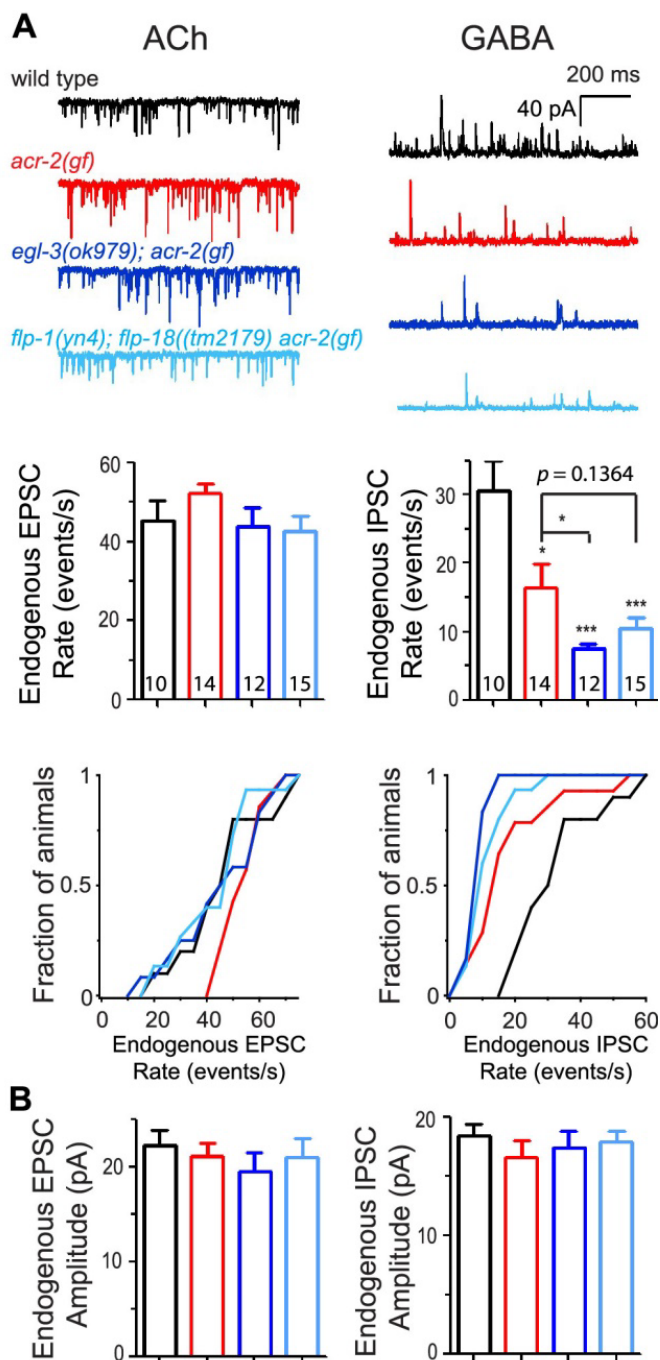 A
ACh
GABA
wild type
200 ms
40 pA
acr-2(gf)
egl-3(ok979); acr-2(gf)
flp-1(yn4); flp-18((tm2179) acr-2(gf)
Endogenous EPSC
Rate (events/s)
60
40
20
0
10
14
12
15
Endogenous IPSC
Rate (events/s)
30
20
10
0
p = 0.1364
*
*
***
***
10
14
12
15
Fraction of animals
1
0.5
0
0
20
40
60
Endogenous EPSC
Rate (events/s)
Fraction of animals
1
0.5
0
0
20
40
60
Endogenous IPSC
Rate (events/s)
B
Endogenous EPSC
Amplitude (pA)
20
10
0
Endogenous IPSC
Amplitude (pA)
20
10
0